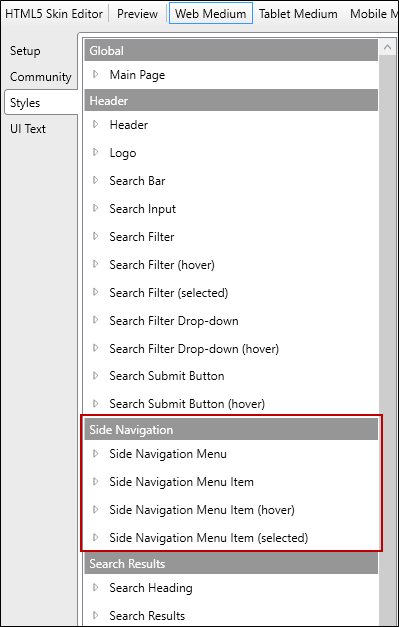 HTML5 Skin Editor Preview Web Medium Tablet Medium Mobile M
Setup
Community
Styles
UI Text
Global
Main Page
Header
Header
Logo
Search Bar
Search Input
Search Filter
Search Filter (hover)
Search Filter (selected)
Search Filter Drop-down
Search Filter Drop-down (hover)
Search Submit Button
Search Submit Button (hover)
Side Navigation
Side Navigation Menu
Side Navigation Menu Item
Side Navigation Menu Item (hover)
Side Navigation Menu Item (selected)
Search Results
Search Heading
Search Results